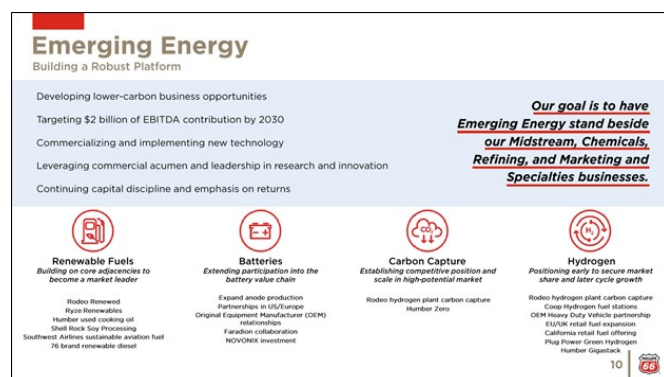 Emerging Energy
Building a Robust Platform
Developing lower-carbon business opportunities
Targeting $2 billion of EBITDA contribution by 2030
Commercializing and implementing new technology
Leveraging commercial acumen and leadership in research and innovation
Continuing capital discipline and emphasis on returns
Our goal is to have
Emerging Energy stand beside
our Midstream, Chemicals,
Refining, and Marketing and
Specialties businesses.
Renewable Fuels
Building on core adjacencies to
become a market leader
Rodeo Renewed
Ryze Renewables
Humber used cooking oil
Shell Rock Soy Processing
Southwest Airlines sustainable aviation fuel
76 brand renewable diesel
Batteries
Extending participation into the
battery value chain
Expand anode production
Partnerships in US/Europe
Original Equipment Manufacturer (OEM)
relationships
Faradion collaboration
NOVONIX investment
CO₂
Carbon Capture
Establishing competitive position and
scale in high-potential market
Rodeo hydrogen plant carbon capture
Humber Zero
H₂
Hydrogen
Positioning early to secure market
share and later cycle growth
Rodeo hydrogen plant carbon capture
Coop Hydrogen fuel stations
OEM Heavy Duty Vehicle partnership
EU/UK retail fuel expansion
California retail fuel offering
Plug Power Green Hydrogen
Humber Gigastack
10
PHILLIPS
66